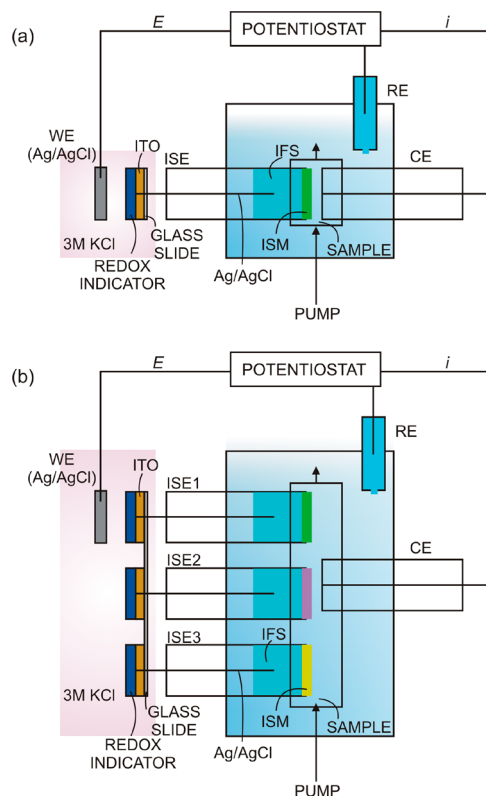 (a)
E
POTENTIOSTAT
i
RE
WE
(Ag/AgCl)
ITO
ISE
IFS
CE
3M KCl
GLASS
SLIDE
REDOX
INDICATOR
Ag/AgCl
ISM
SAMPLE
PUMP
(b)
E
POTENTIOSTAT
i
RE
WE
(Ag/AgCl)
ITO
ISE1
ISE2
CE
ISE3
IFS
3M KCl
GLASS
SLIDE
REDOX
INDICATOR
Ag/AgCl
ISM
SAMPLE
PUMP